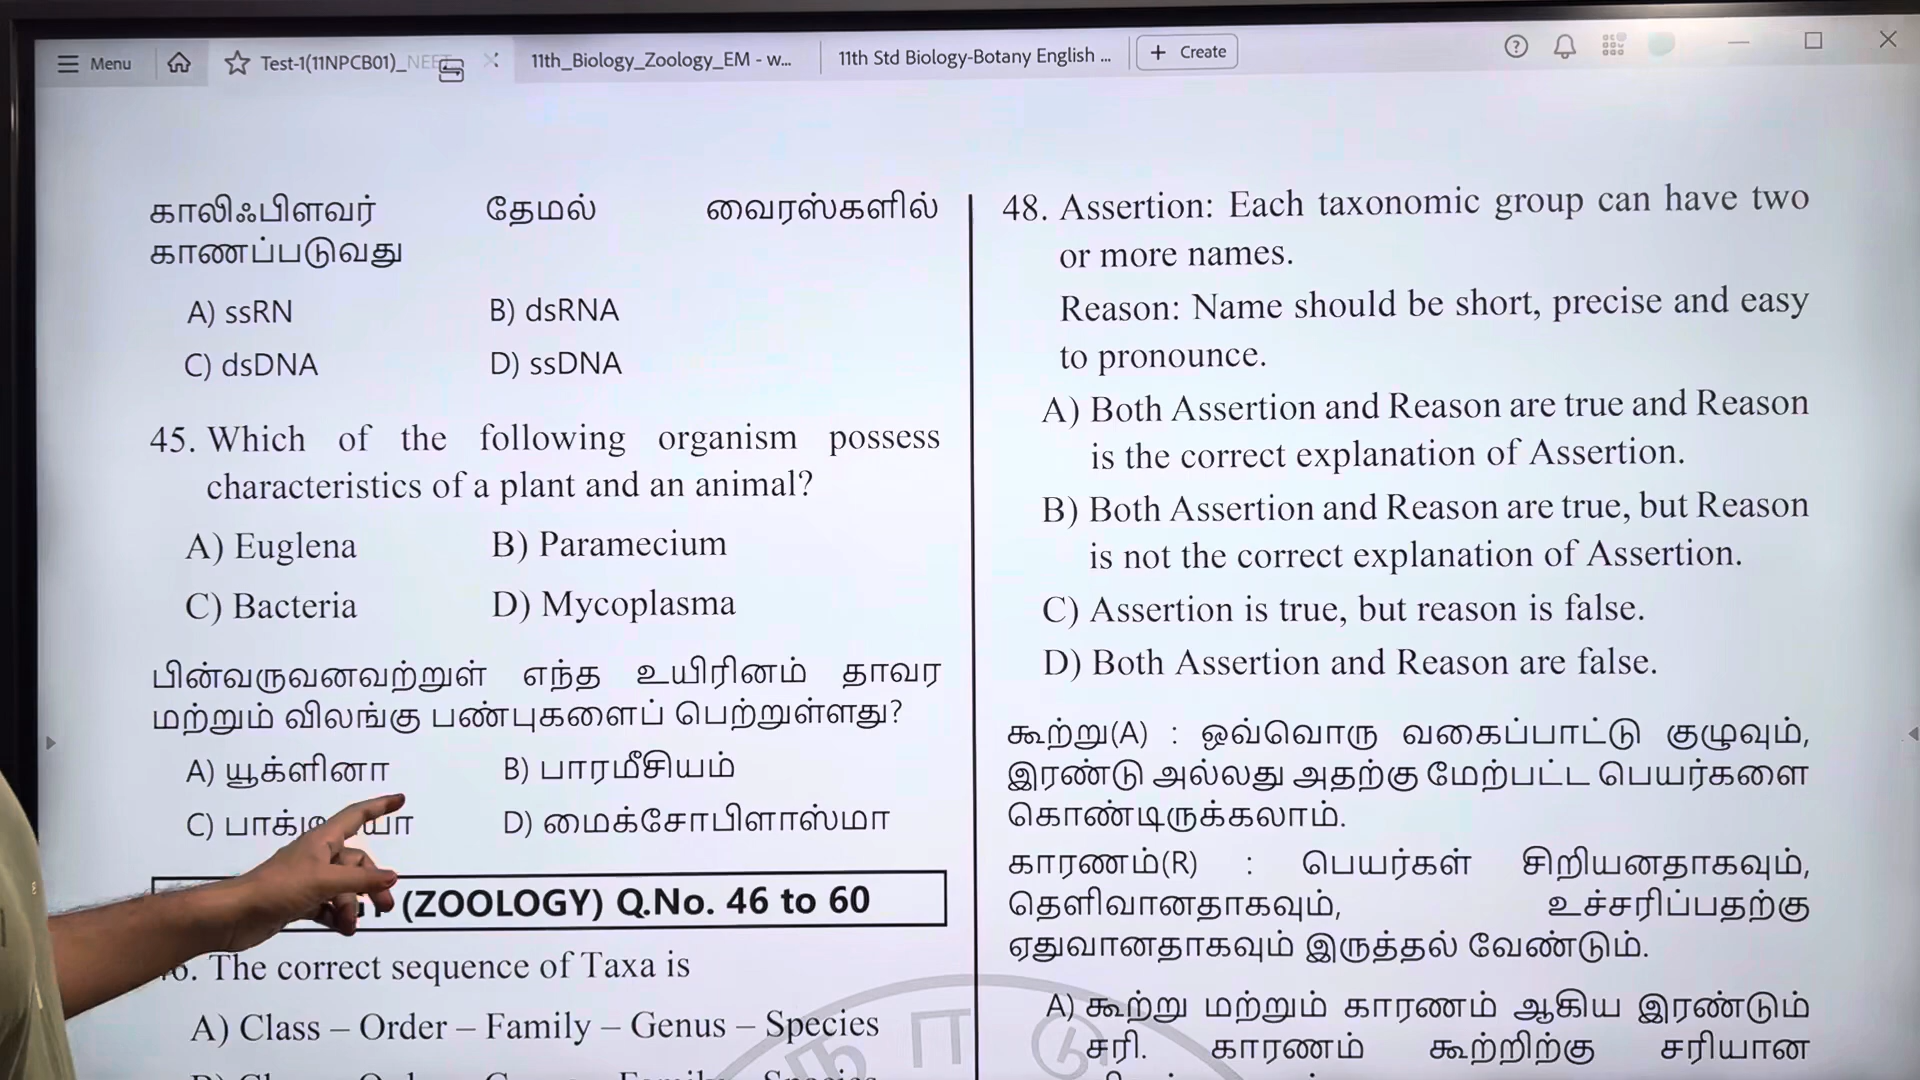 Menu
Test-1(11NPCB01)_NEET
11th_Biology_Zoology_EM - w...
11th Std Biology-Botany English ...
+ Create
காலிஃபிளவர் தேமல் வைரஸ்களில்
காணப்படுவது
A) ssRN B) dsRNA
C) dsDNA D) ssDNA
45. Which of the following organism possess
characteristics of a plant and an animal?
A) Euglena B) Paramecium
C) Bacteria D) Mycoplasma
பின்வருவனவற்றுள் எந்த உயிரினம் தாவர
மற்றும் விலங்கு பண்புகளைப் பெற்றுள்ளது?
A) யூக்ளினா B) பாரமீசியம்
C) D) மைக்சோபிளாஸ்மா
(ZOOLOGY) Q.No. 46 to 60
The correct sequence of Taxa is
A) Class – Order – Family – Genus – Species
48. Assertion: Each taxonomic group can have two
or more names.
Reason: Name should be short, precise and easy
to pronounce.
A) Both Assertion and Reason are true and Reason
is the correct explanation of Assertion.
B) Both Assertion and Reason are true, but Reason
is not the correct explanation of Assertion.
C) Assertion is true, but reason is false.
D) Both Assertion and Reason are false.
கூற்று(A) : ஒவ்வொரு வகைப்பாட்டு குழுவும்,
இரண்டு அல்லது அதற்கு மேற்பட்ட பெயர்களை
கொண்டிருக்கலாம்.
காரணம்(R) : பெயர்கள் சிறியனதாகவும்,
தெளிவானதாகவும், உச்சரிப்பதற்கு
ஏதுவானதாகவும் இருத்தல் வேண்டும்.
A) கூற்று மற்றும் காரணம் ஆகிய இரண்டும்
சரி. காரணம் கூற்றிற்கு சரியான